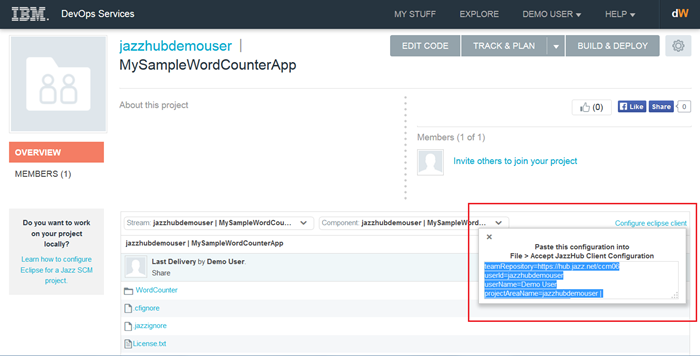 IBM DevOps Services MY STUFF EXPLORE DEMO USER HELP dW
jazzhubdemouser |
MySampleWordCounterApp
EDIT CODE TRACK & PLAN BUILD & DEPLOY
About this project
(0) Like Share 0
Members (1 of 1)
Invite others to join your project
OVERVIEW
MEMBERS (1)
Do you want to work
on your project
locally?
Learn how to configure
Eclipse for a Jazz SCM
project.
Stream: jazzhubdemouser | MySampleWordCou... Component: jazzhubdemouser | MySampleWord... Configure eclipse client
jazzhubdemouser | MySampleWordCounterApp
Last Delivery by Demo User.
Share
WordCounter
.cfignore
.jazzignore
License.txt
×
Paste this configuration into
File > Accept JazzHub Client Configuration
teamRepository=https://hub.jazz.net/ccm06
userId=jazzhubdemouser
userName=Demo User
projectAreaName=jazzhubdemouser |